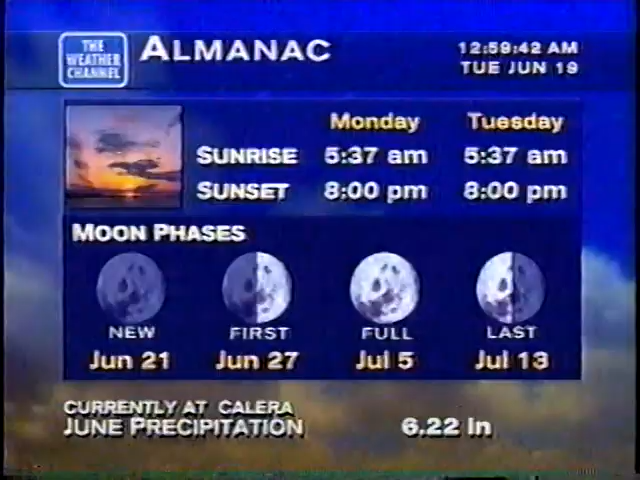 THE WEATHER CHANNEL
ALMANAC
12:59:42 AM
TUE JUN 19
Monday Tuesday
SUNRISE 5:37 am 5:37 am
SUNSET 8:00 pm 8:00 pm
MOON PHASES
NEW FIRST FULL LAST
Jun 21 Jun 27 Jul 5 Jul 13
CURRENTLY AT CALERA
JUNE PRECIPITATION 6.22 in